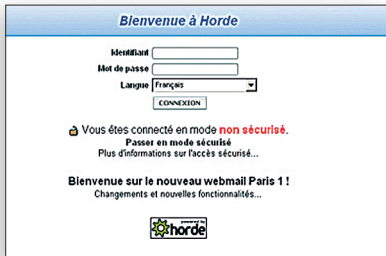 Bienvenue à Horde
Identifiant
Mot de passe
Langue Français
CONNEXION
Vous êtes connecté en mode non sécurisé.
Passer en mode sécurisé
Plus d'informations sur l'accès sécurisé...
Bienvenue sur le nouveau webmail Paris 1 !
Changements et nouvelles fonctionnalités...
powered by
horde